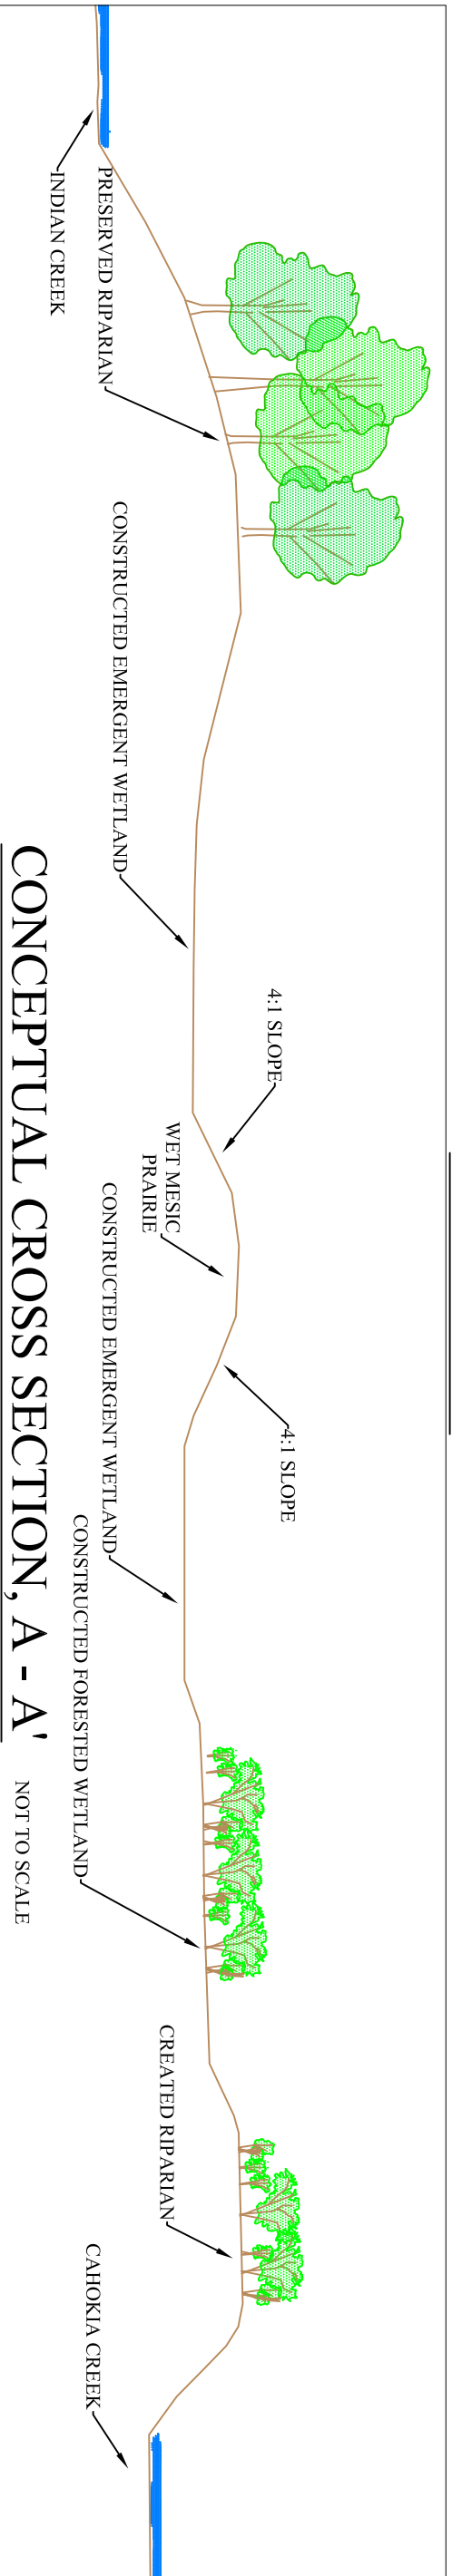 INDIAN CREEK
PRESERVED RIPARIAN
CONSTRUCTED EMERGENT WETLAND
4:1 SLOPE
WET MESIC
PRAIRIE
CONSTRUCTED EMERGENT WETLAND
4:1 SLOPE
CONSTRUCTED FORESTED WETLAND
CREATED RIPARIAN
CAHOKIA CREEK
CONCEPTUAL CROSS SECTION, A - A' NOT TO SCALE